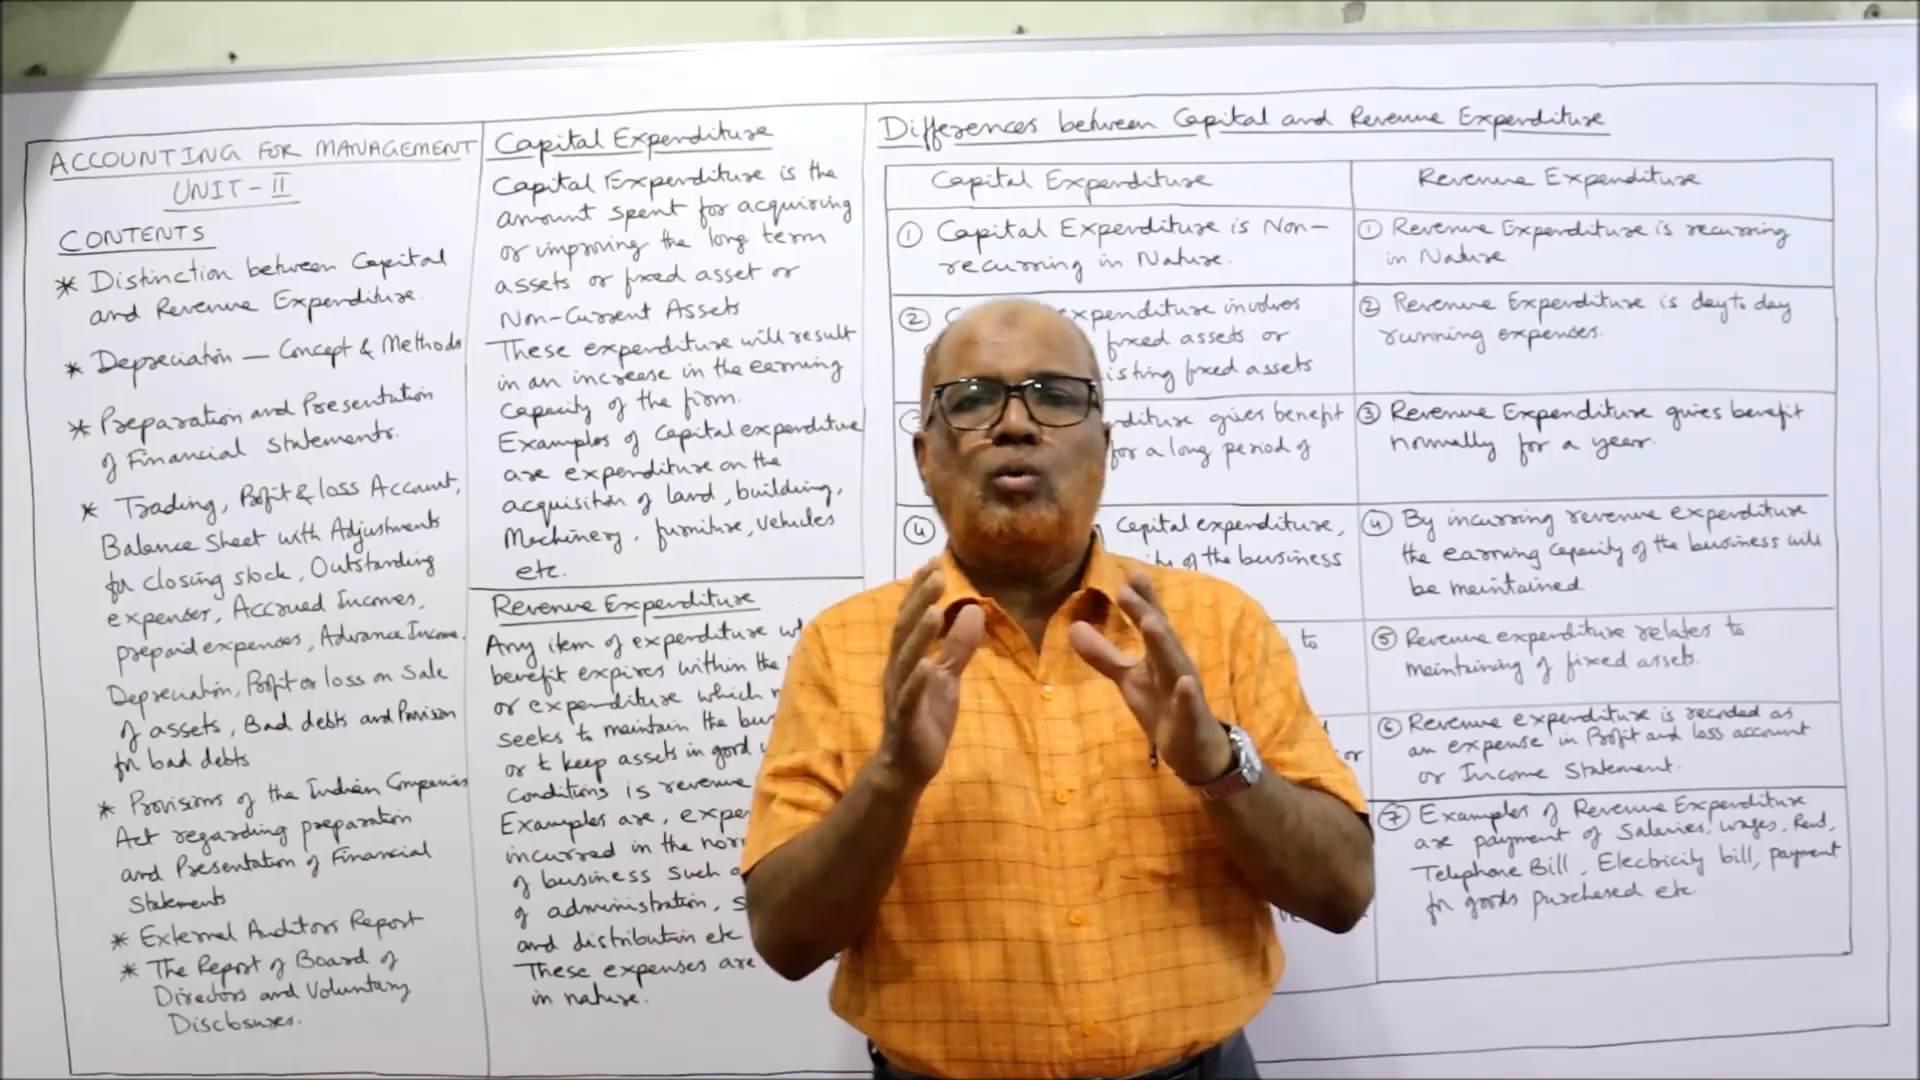 ACCOUNTING FOR MANAGEMENT
UNIT - II
CONTENTS
* Distinction between Capital
and Revenue Expenditure.
* Depreciation — Concept & Methods
* Preparation and Presentation
of Financial Statements.
* Trading, Profit & loss Account,
Balance Sheet with Adjustments
for closing stock, Outstanding
expenses, Accrued Incomes,
prepaid expenses, Advance Income,
Depreciation, Profit or loss on Sale
of assets, Bad debts and Provision
for bad debts
* Provisions of the Indian Companies
Act regarding preparation
and Presentation of Financial
Statements
* External Auditors Report
* The Report of Board of
Directors and Voluntary
Disclosures.
Capital Expenditure
Capital Expenditure is the
amount spent for acquiring
or improving the long term
assets or fixed asset or
Non-Current Assets
These expenditure will result
in an increase in the earning
capacity of the firm.
Examples of Capital expenditure
are expenditure on the
acquisition of land, building,
Machinery, furniture, vehicles
etc.
Revenue Expenditure
Any item of expenditure
benefit expires within the
or expenditure which
seeks to maintain the
or to keep assets in good
Conditions is revenue
Examples are,
incurred in the
of business such
of administration,
and distribution etc
These expenses are
in nature.
Differences between Capital and Revenue Expenditure
Capital Expenditure
① Capital Expenditure is Non-
recurring in Nature.
② expenditure involves
fixed assets or
fixed assets
gives benefit
for a long period of
④ Capital expenditure,
of the business
to
or
Revenue Expenditure
① Revenue Expenditure is recurring
in Nature
② Revenue Expenditure is day to day
running expenses.
③ Revenue Expenditure gives benefit
normally for a year.
④ By incurring revenue expenditure
the earning capacity of the business will
be maintained.
⑤ Revenue expenditure relates to
maintaining of fixed assets.
⑥ Revenue expenditure is recorded as
an expense in Profit and loss account
or Income Statement.
⑦ Examples of Revenue Expenditure
are payment of Salaries, wages, Rent,
Telephone Bill, Electricity bill, payment
for goods purchased etc